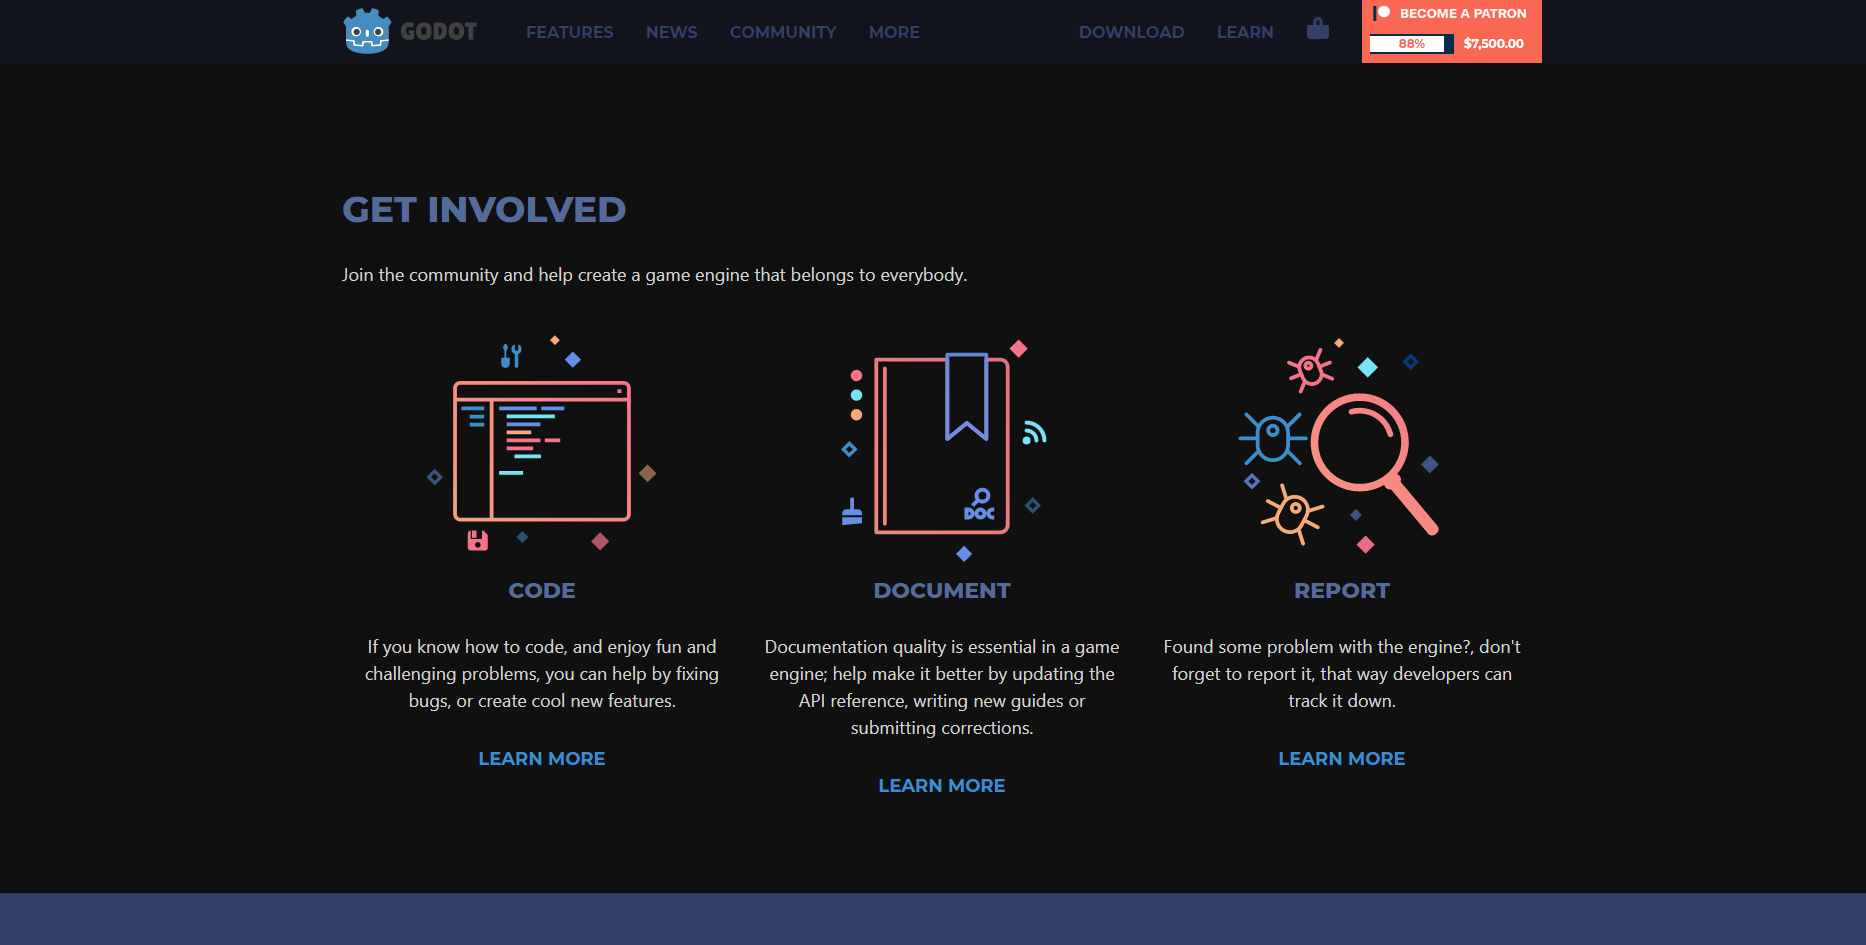 GODOT
FEATURES NEWS COMMUNITY MORE DOWNLOAD LEARN
BECOME A PATRON
88% $7,500.00
GET INVOLVED
Join the community and help create a game engine that belongs to everybody.
DOC
CODE
If you know how to code, and enjoy fun and
challenging problems, you can help by fixing
bugs, or create cool new features.
LEARN MORE
DOCUMENT
Documentation quality is essential in a game
engine; help make it better by updating the
API reference, writing new guides or
submitting corrections.
LEARN MORE
REPORT
Found some problem with the engine?, don't
forget to report it, that way developers can
track it down.
LEARN MORE